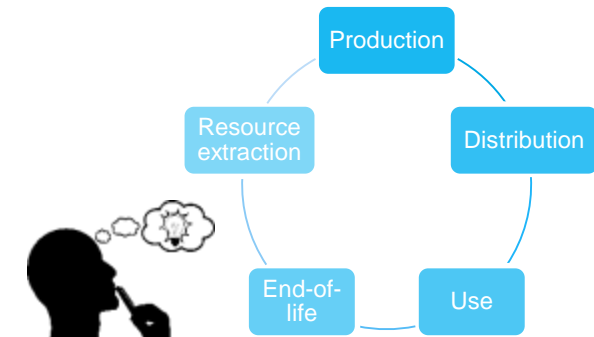 Production
Resource
extraction
Distribution
End-of-
life
Use